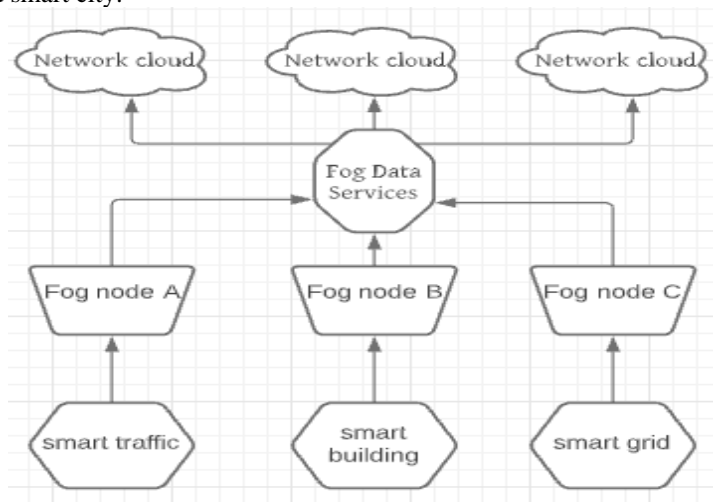 smart city.
Network cloud
Network cloud
Network cloud
Fog Data
Services
Fog node A
Fog node B
Fog node C
smart traffic
smart
building
smart grid